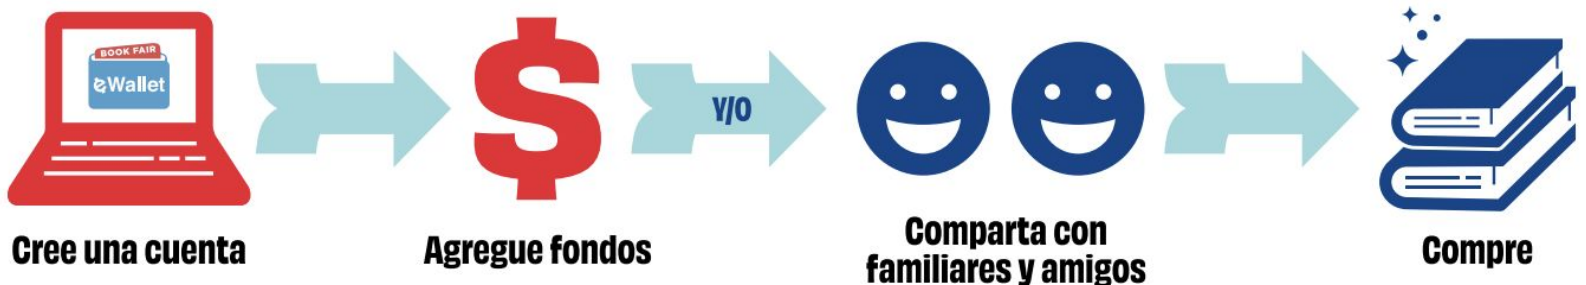 BOOK FAIR
eWallet
Cree una cuenta
Agregue fondos
Y/O
Comparta con
familiares y amigos
Compre